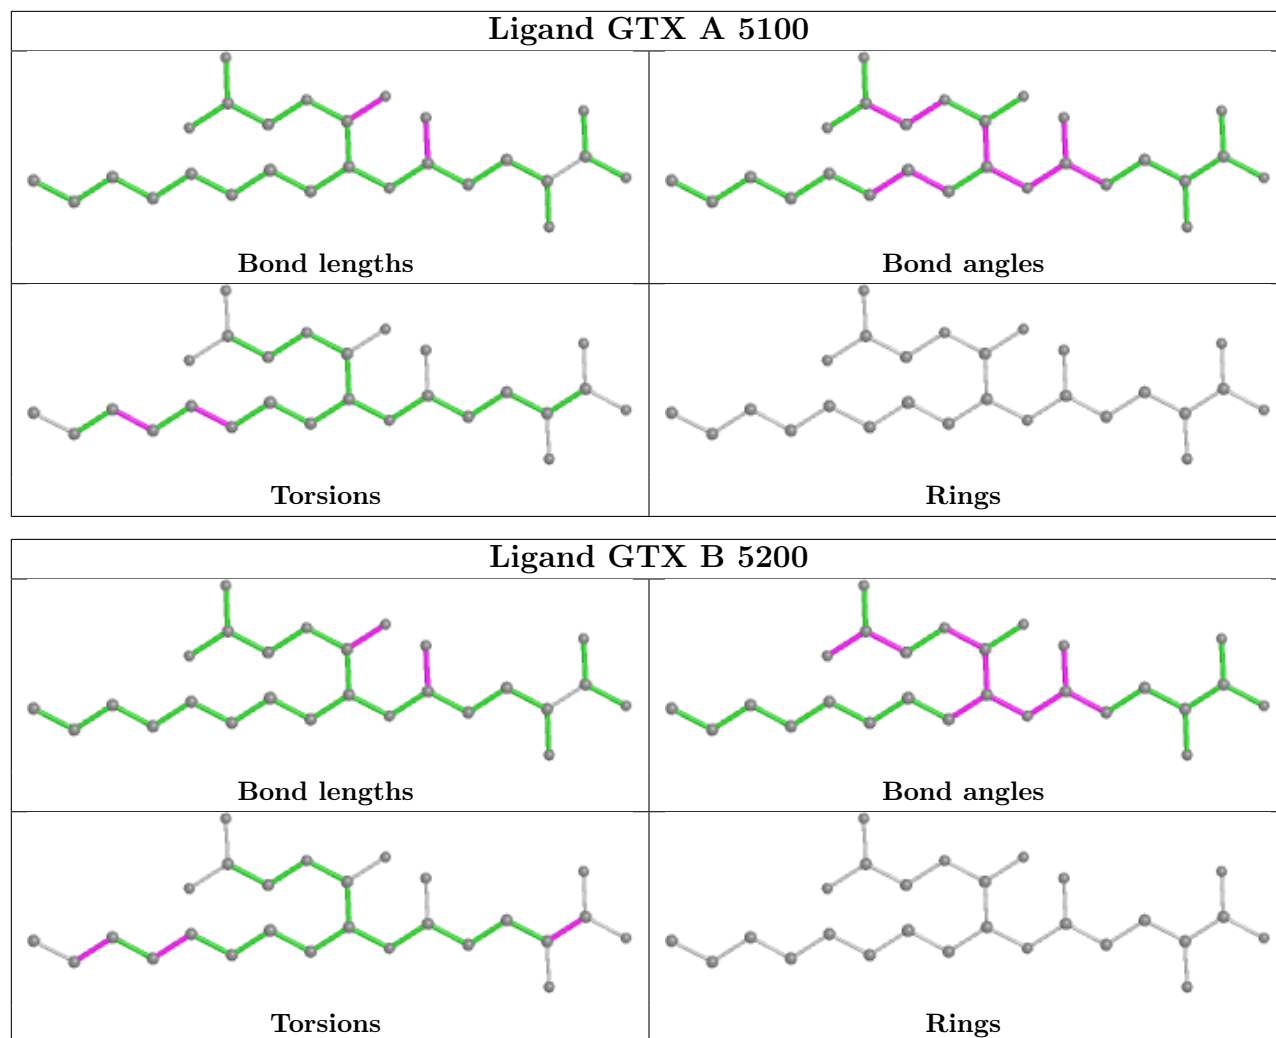 Ligand GTX A 5100
Bond lengths
Bond angles
Torsions
Rings
Ligand GTX B 5200
Bond lengths
Bond angles
Torsions
Rings